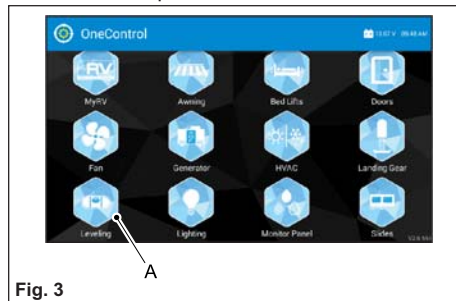 OneControl
MyRV Awning Bed Lifts Doors
Fan Generator HVAC Landing Gear
Leveling Lighting Monitor Panel Slides
A
Fig. 3